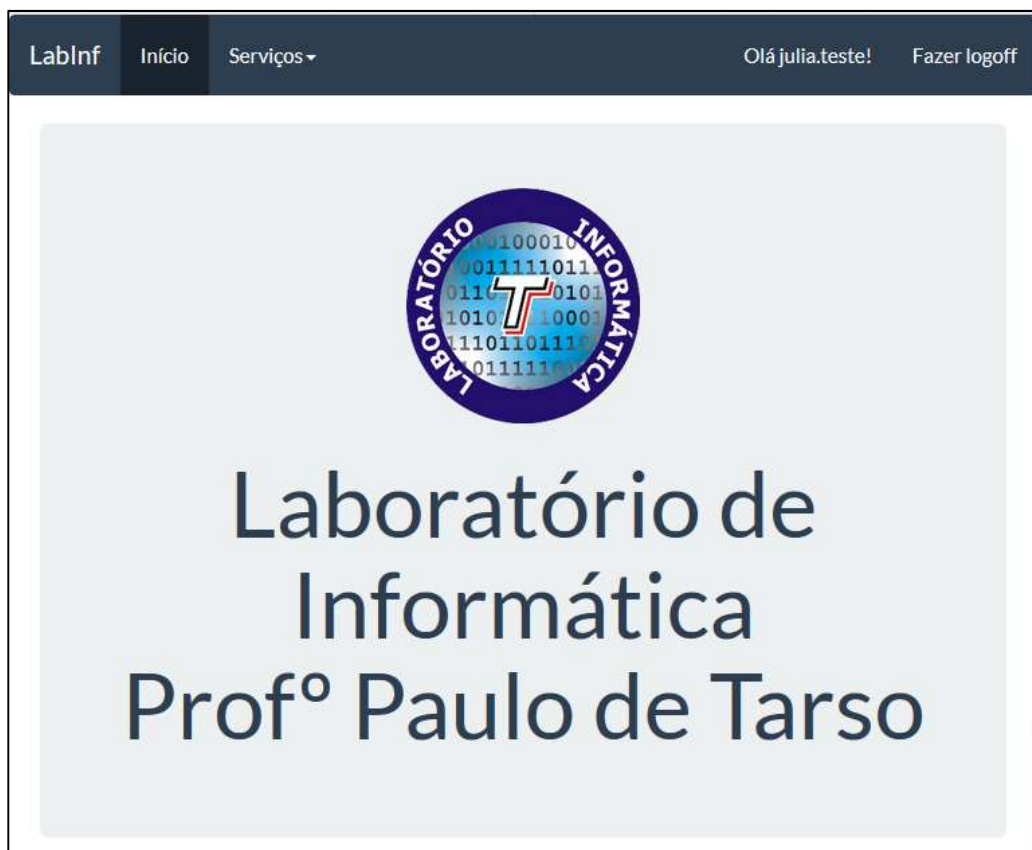 LabInf Início Serviços Olá julia.teste! Fazer logoff
LABORATÓRIO INFORMÁTICA
T
Laboratório de
Informática
Profº Paulo de Tarso